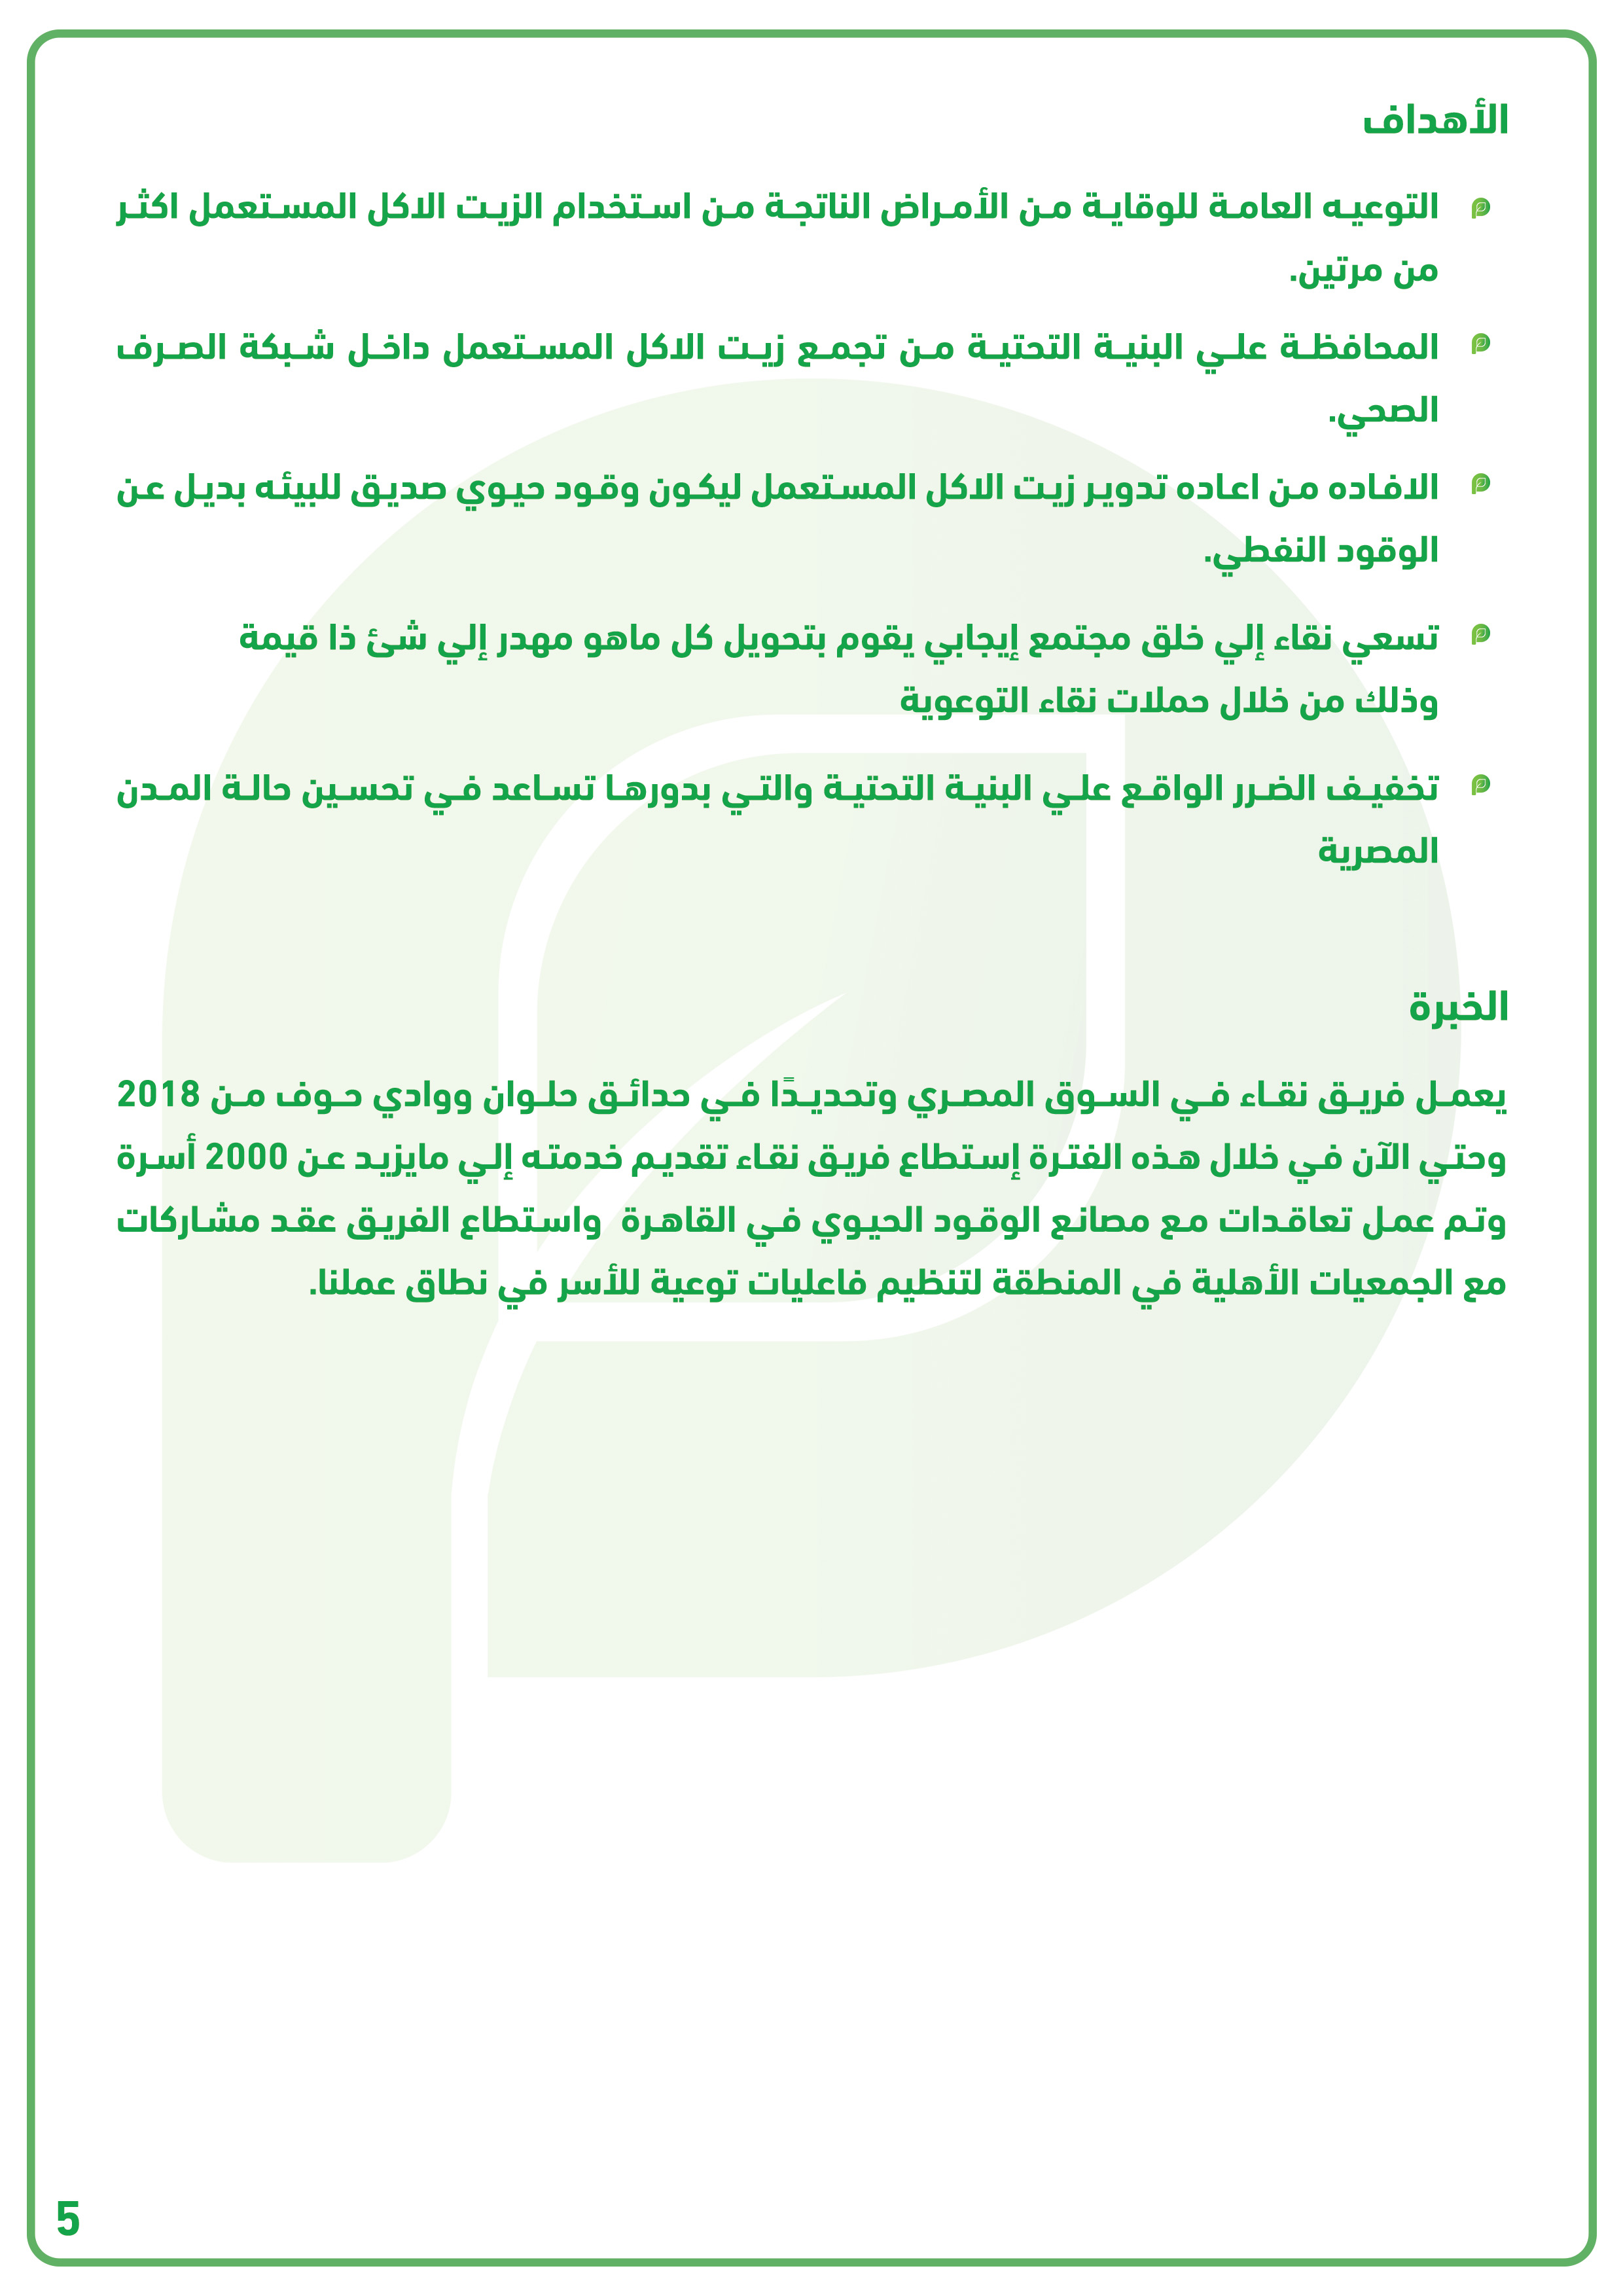 الأهداف
التوعيه العامة للوقاية من الأمراض الناتجة من استخدام الزيت الاكل المستعمل اكثر
من مرتين.
المحافظة علي البنية التحتية من تجمع زيت الاكل المستعمل داخل شبكة الصرف
الصحي.
الافاده من اعاده تدوير زيت الاكل المستعمل ليكون وقود حيوي صديق للبيئه بديل عن
الوقود النفطي.
تسعي نقاء إلي خلق مجتمع إيجابي يقوم بتحويل كل ماهو مهدر إلي شئ ذا قيمة
وذلك من خلال حملات نقاء التوعوية
تخفيف الضرر الواقع علي البنية التحتية والتي بدورها تساعد في تحسين حالة المدن
المصرية
الخبرة
يعمل فريق نقاء في السوق المصري وتحديدًا في حدائق حلوان ووادي حوف من 2018
وحتي الآن في خلال هذه الفترة إستطاع فريق نقاء تقديم خدمته إلي مايزيد عن 2000 أسرة
وتم عمل تعاقدات مع مصانع الوقود الحيوي في القاهرة واستطاع الفريق عقد مشاركات
مع الجمعيات الأهلية في المنطقة لتنظيم فاعليات توعية للأسر في نطاق عملنا.
5